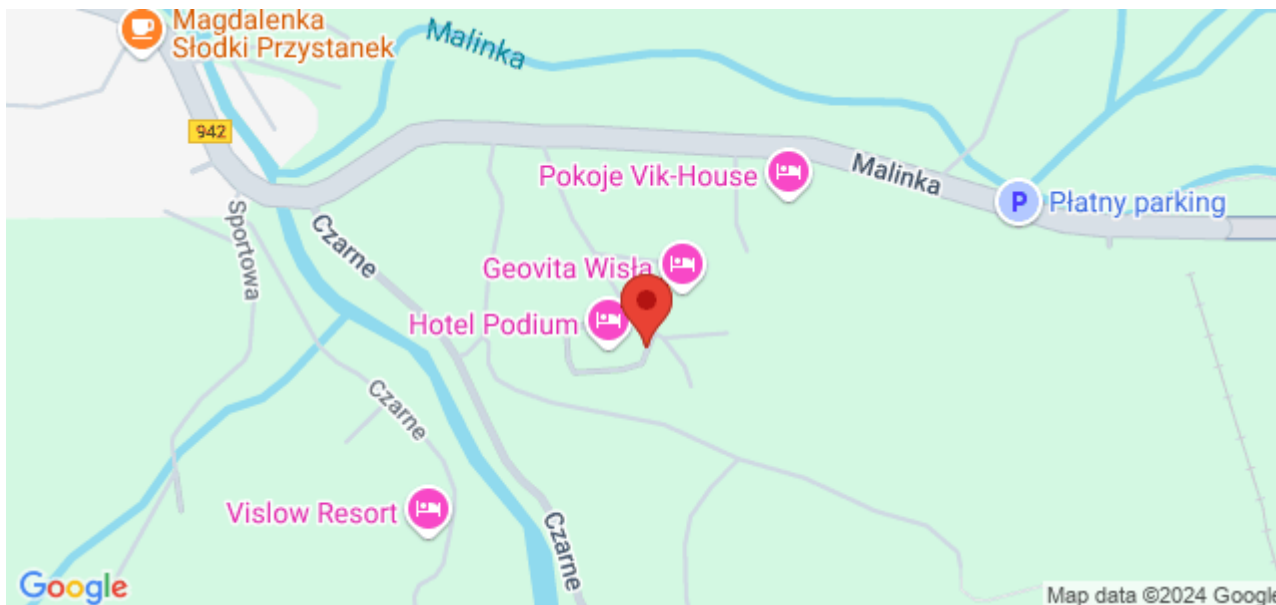 Magdalenka
Słodki Przystanek
Malinka
942
Pokoje Vik-House
Malinka
P
Płatny parking
Sportowa
Czarne
Geovita Wisła
Hotel Podium
Czarne
Vislow Resort
Czarne
Google
Map data ©2024 Google